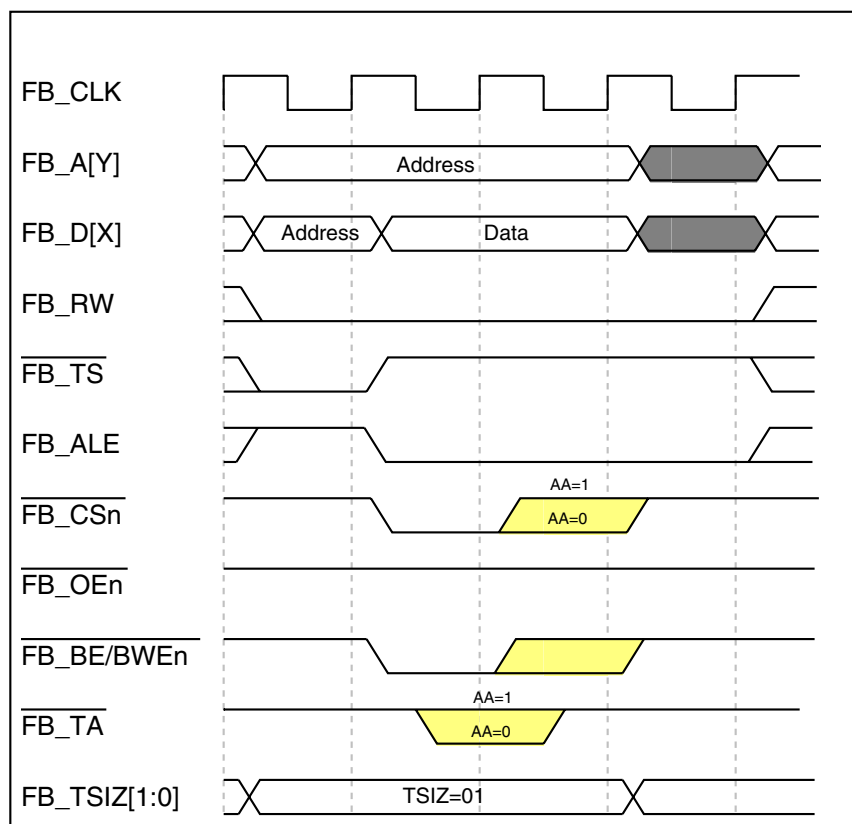 FB_CLK
FB_A[Y] Address
FB_D[X] Address Data
FB_RW
FB_TS
FB_ALE
AA=1
FB_CSn AA=0
FB_OEn
FB_BE/BWEn
AA=1
FB_TA AA=0
FB_TSIZ[1:0] TSIZ=01